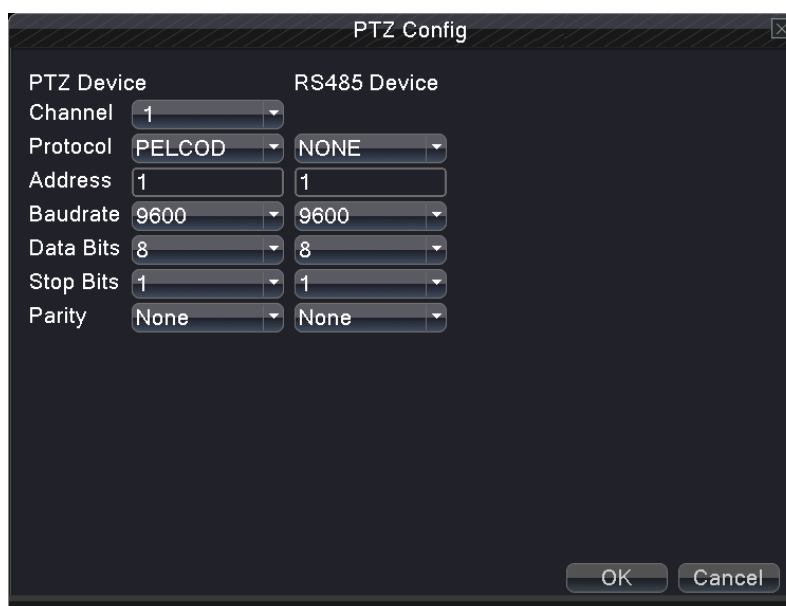 PTZ Config
PTZ Device RS485 Device
Channel 1
Protocol PELCOD NONE
Address 1 1
Baudrate 9600 9600
Data Bits 8 8
Stop Bits 1 1
Parity None None
OK Cancel